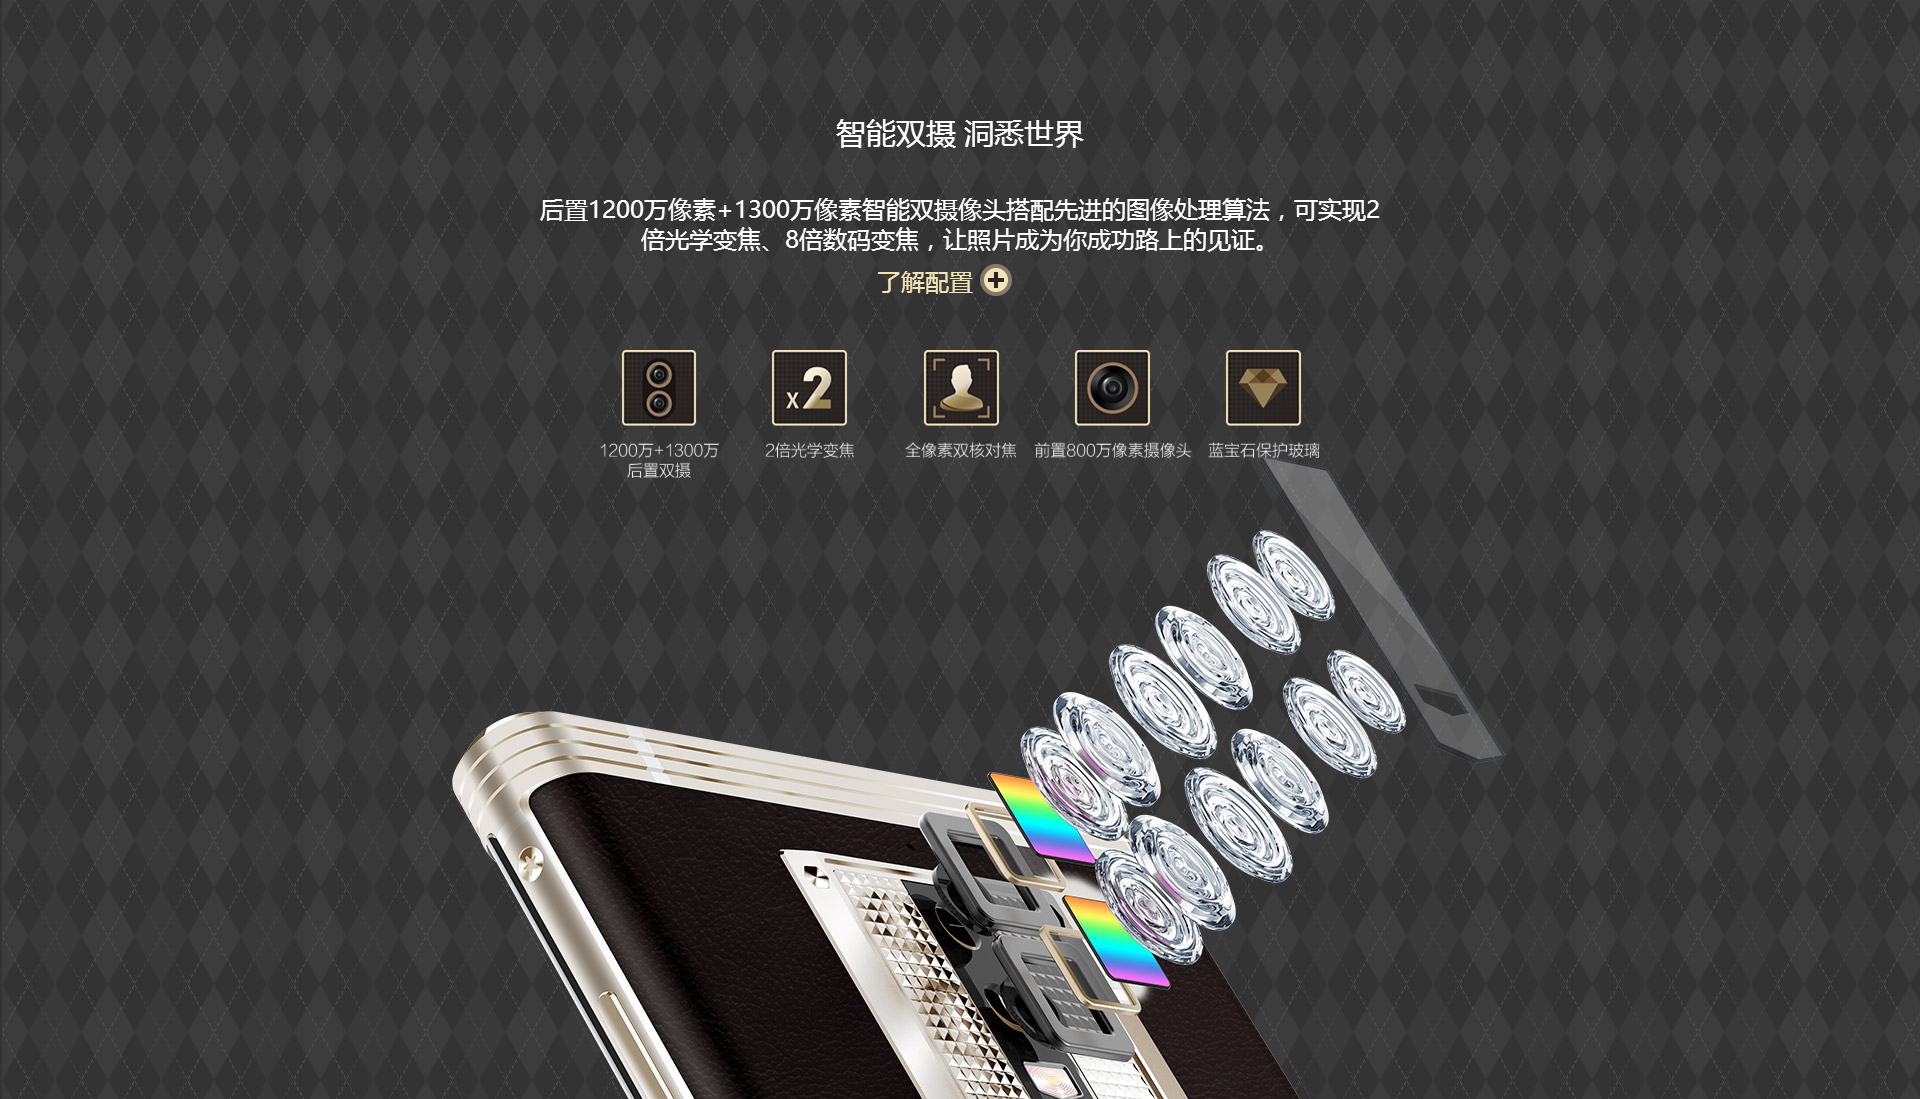 智能双摄 洞悉世界
后置1200万像素+1300万像素智能双摄像头搭配先进的图像处理算法，可实现2
倍光学变焦、8倍数码变焦，让照片成为你成功路上的见证。
了解配置
x2
1200万+1300万
后置双摄
2倍光学变焦
全像素双核对焦
前置800万像素摄像头
蓝宝石保护玻璃